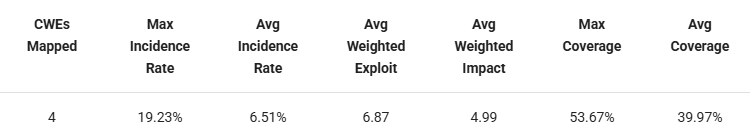 CWEs Mapped	Max Incidence Rate	Avg Incidence Rate	Avg Weighted Exploit	Avg Weighted Impact	Max Coverage	Avg Coverage
4	19.23%	6.51%	6.87	4.99	53.67%	39.97%